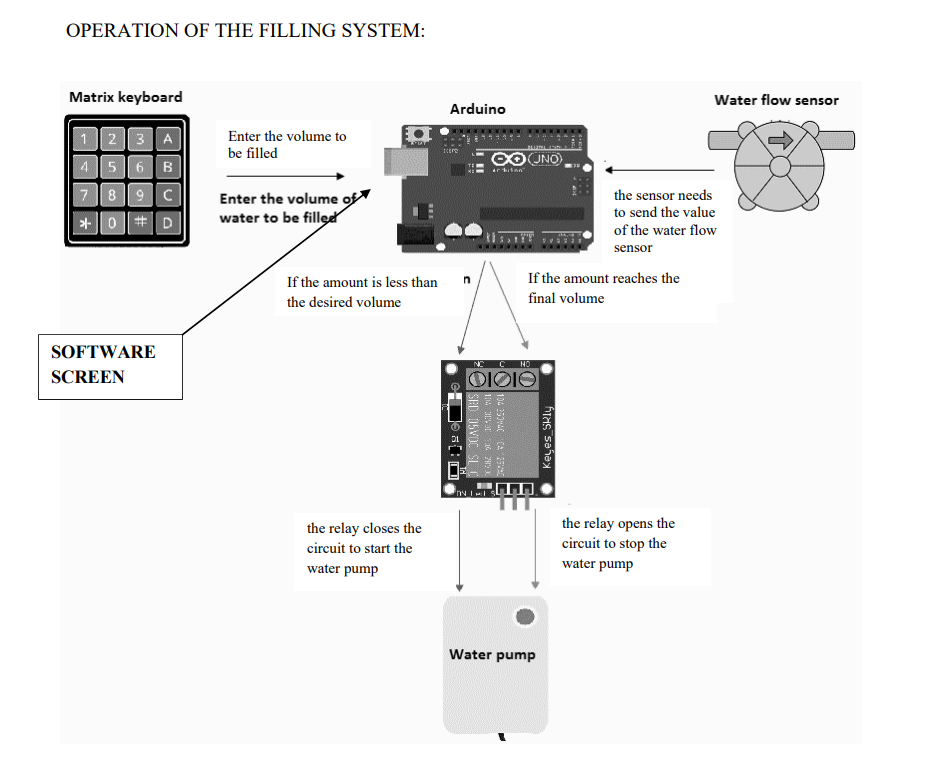 OPERATION OF THE FILLING SYSTEM:
Matrix keyboard
Arduino
Water flow sensor
1 2 3 A
4 5 6 B
7 8 9 C
* 0 # D
Enter the volume to
be filled
Enter the volume of
water to be filled
UNO
the sensor needs
to send the value
of the water flow
sensor
If the amount is less than
the desired volume
n
If the amount reaches the
final volume
SOFTWARE
SCREEN
NC C NO
Keyes_SRly
the relay closes the
circuit to start the
water pump
the relay opens the
circuit to stop the
water pump
Water pump